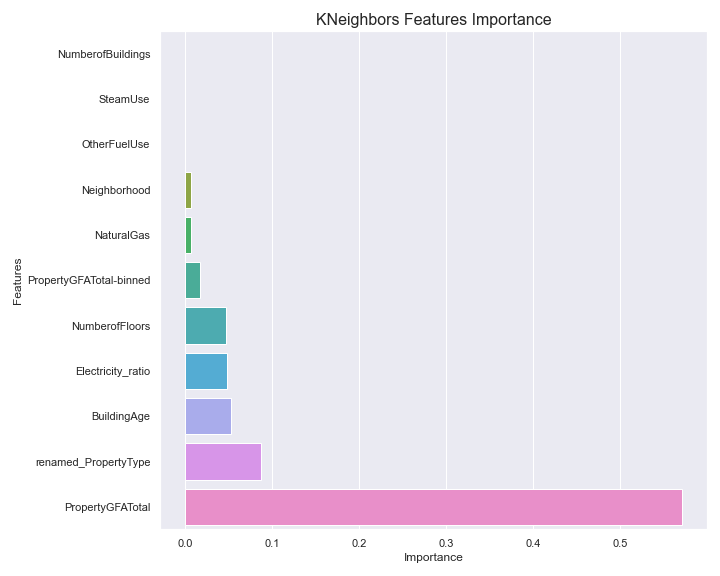 KNeighbors Features Importance
NumberofBuildings
SteamUse
OtherFuelUse
Neighborhood
NaturalGas
PropertyGFATotal-binned
NumberofFloors
Electricity_ratio
BuildingAge
renamed_PropertyType
PropertyGFATotal
Features
0.0 0.1 0.2 0.3 0.4 0.5
Importance